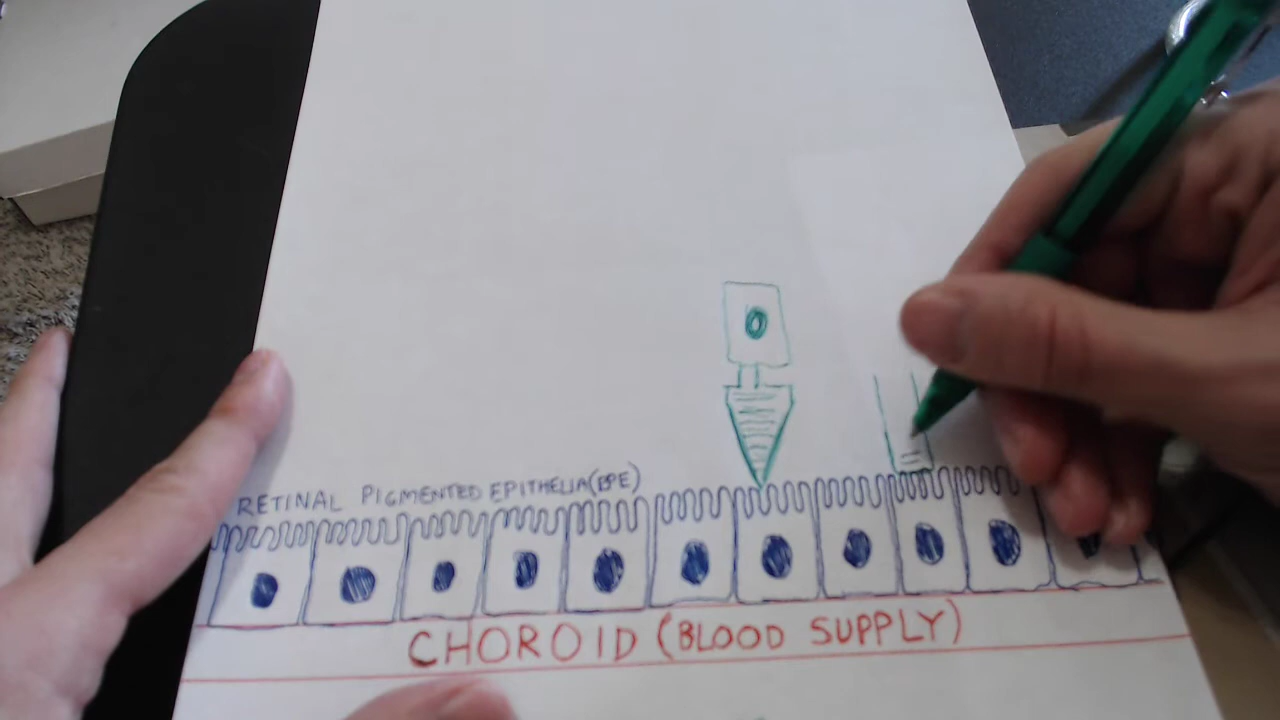 RETINAL PIGMENTED EPITHELIA (RPE)
CHOROID (BLOOD SUPPLY)